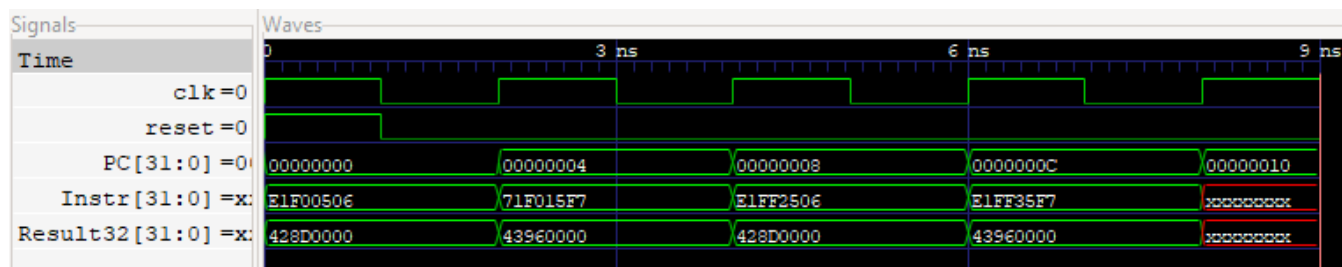 Signals Waves
Time 0 3 ns 6 ns 9 ns
clk=0
reset=0
PC[31:0] =00 00000000 00000004 00000008 0000000C 00000010
Instr[31:0] =x E1F00506 71F015F7 E1FF2506 E1FF35F7 xxxxxxxx
Result32[31:0] =x 428D0000 43960000 428D0000 43960000 xxxxxxxx